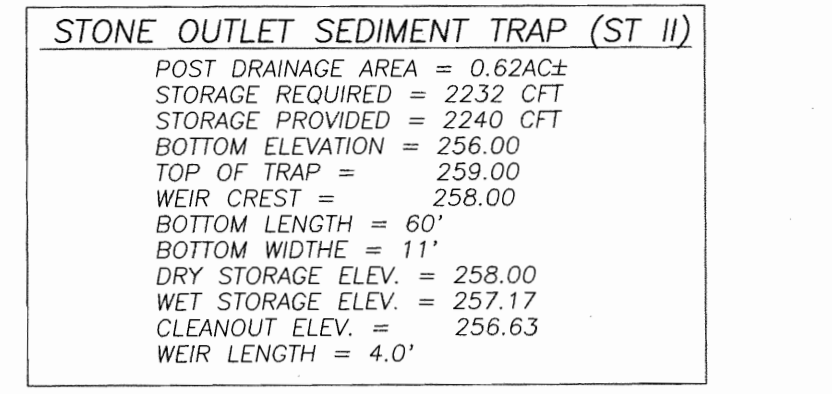 STONE OUTLET SEDIMENT TRAP (ST II)
POST DRAINAGE AREA = 0.62AC±
STORAGE REQUIRED = 2232 CFT
STORAGE PROVIDED = 2240 CFT
BOTTOM ELEVATION = 256.00
TOP OF TRAP = 259.00
WEIR CREST = 258.00
BOTTOM LENGTH = 60'
BOTTOM WIDTHE = 11'
DRY STORAGE ELEV. = 258.00
WET STORAGE ELEV. = 257.17
CLEANOUT ELEV. = 256.63
WEIR LENGTH = 4.0'